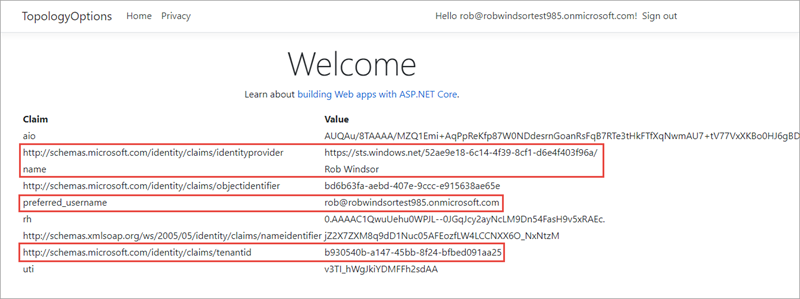 TopologyOptions Home Privacy Hello rob@robwindsortest985.onmicrosoft.com! Sign out
Welcome
Learn about building Web apps with ASP.NET Core.
Claim Value
aio AUQAu/8TAAAA/MZQ1Emi+AqPpReKfp87W0NDdesrnGoanRsFqB7RTe3tHkFTfXqNwmAU7+tV77VxXKBo0HJ6gBD
http://schemas.microsoft.com/identity/claims/identityprovider https://sts.windows.net/52ae9e18-6c14-4f39-8cf1-d6e4f403f96a/
name Rob Windsor
http://schemas.microsoft.com/identity/claims/objectidentifier bd6b63fa-aebd-407e-9ccc-e915638ae65e
preferred_username rob@robwindsortest985.onmicrosoft.com
rh 0.AAAAC1QwuUehu0WPJL--0JGqJcy2ayNcLM9Dn54FasH9v5xRAEc.
http://schemas.xmlsoap.org/ws/2005/05/identity/claims/nameidentifier jZ2X7ZXM8q9dD1Nuc05AFEozfLW4LCCNXX6O_NxNtzM
http://schemas.microsoft.com/identity/claims/tenantid b930540b-a147-45bb-8f24-bfbed091aa25
uti v3TI_hWgJkiYDMFFh2sdAA